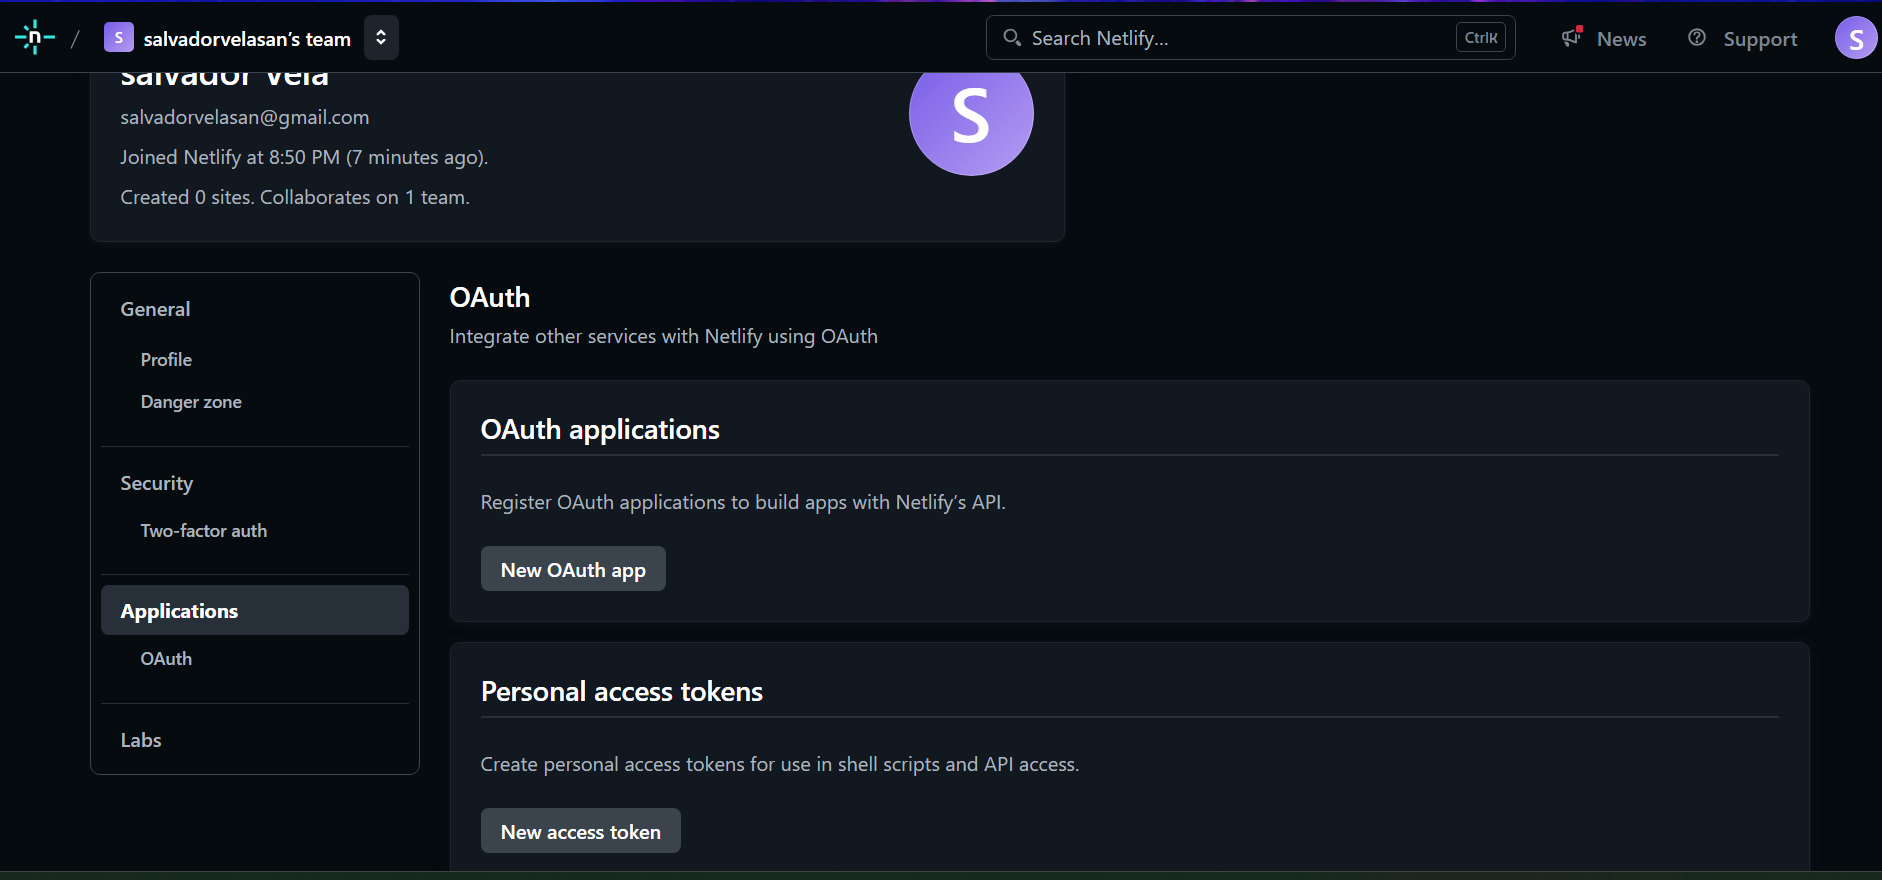 n / S salvadorvelasan's team Search Netlify... CtrlK News Support S
salvador Vela
salvadorvelasan@gmail.com
S
Joined Netlify at 8:50 PM (7 minutes ago).
Created 0 sites. Collaborates on 1 team.
General
Profile
Danger zone
Security
Two-factor auth
Applications
OAuth
Labs
OAuth
Integrate other services with Netlify using OAuth
OAuth applications
Register OAuth applications to build apps with Netlify's API.
New OAuth app
Personal access tokens
Create personal access tokens for use in shell scripts and API access.
New access token